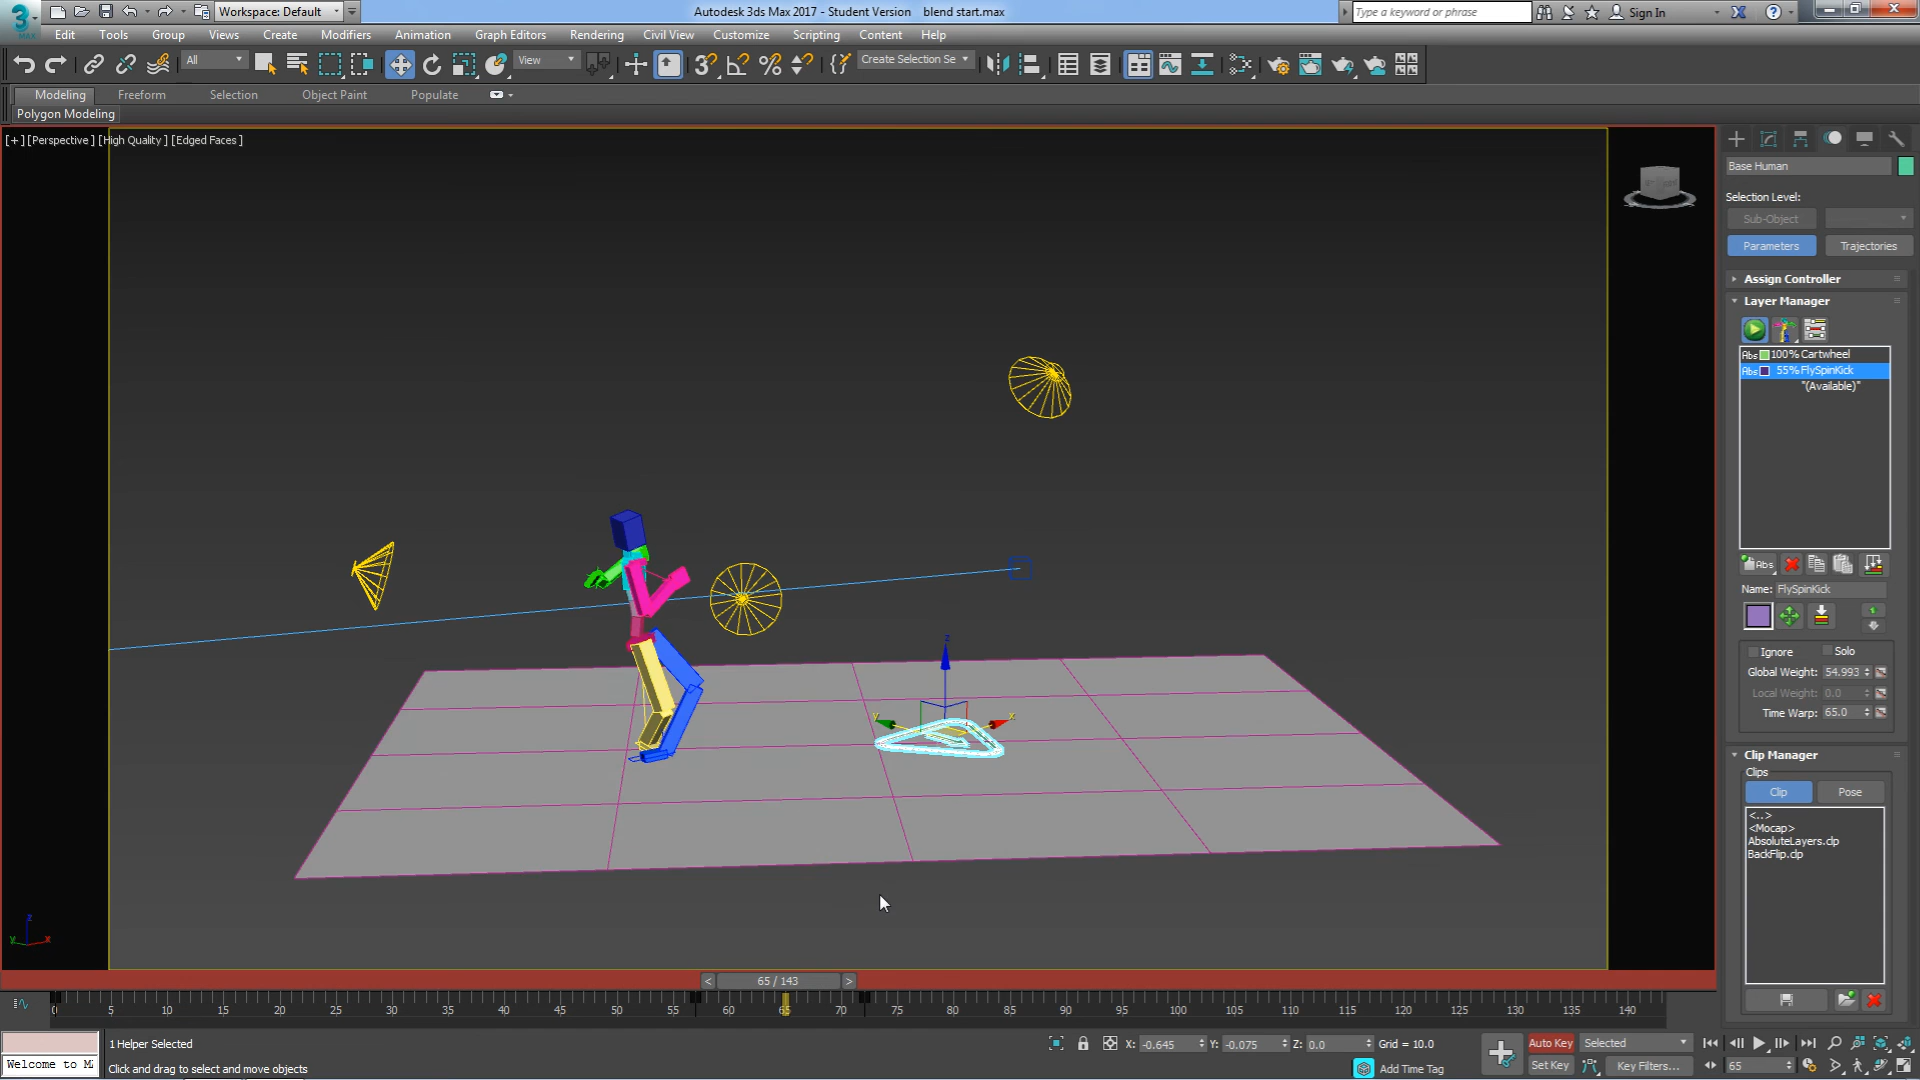 Workspace: Default
Autodesk 3ds Max 2017 - Student Version blend start.max
Type a keyword or phrase
Sign In
MAX
Edit Tools Group Views Create Modifiers Animation Graph Editors Rendering Civil View Customize Scripting Content Help
All
View
Create Selection Se
Modeling Freeform Selection Object Paint Populate
Polygon Modeling
[+] [Perspective] [High Quality] [Edged Faces]
Base Human
Selection Level:
Sub-Object
Parameters Trajectories
Assign Controller
Layer Manager
Abs 100% Cartwheel
Abs 55% FlySpinKick
"(Available)"
Abs
Name: FlySpinKick
Ignore Solo
Global Weight: 54.993
Local Weight: 0.0
Time Warp: 65.0
Clip Manager
Clips
Clip Pose
<..>
<Mocap>
AbsoluteLayers.clp
BackFlip.clp
z
y x
z
y x
< 65 / 143 >
0 5 10 15 20 25 30 35 40 45 50 55 60 65 70 75 80 85 90 95 100 105 110 115 120 125 130 135 140
1 Helper Selected
X: -0.645 Y: -0.075 Z: 0.0 Grid = 10.0
Auto Key Selected
Welcome to M
Click and drag to select and move objects
Add Time Tag
Set Key Key Filters...
65